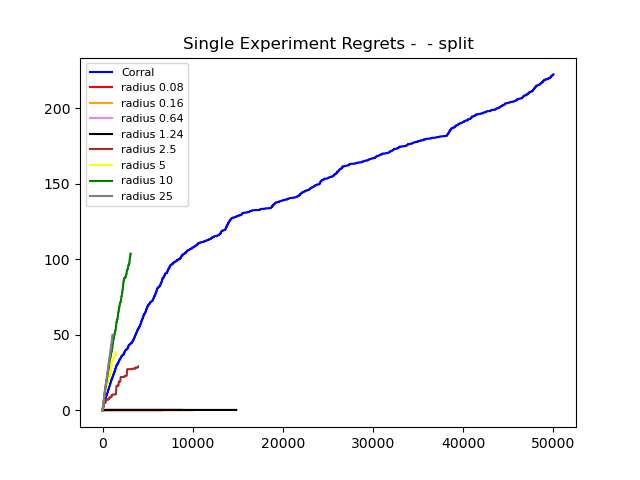 Single Experiment Regrets -  - split
Corral
radius 0.08
radius 0.16
radius 0.64
radius 1.24
radius 2.5
radius 5
radius 10
radius 25
200
150
100
50
0
0 10000 20000 30000 40000 50000